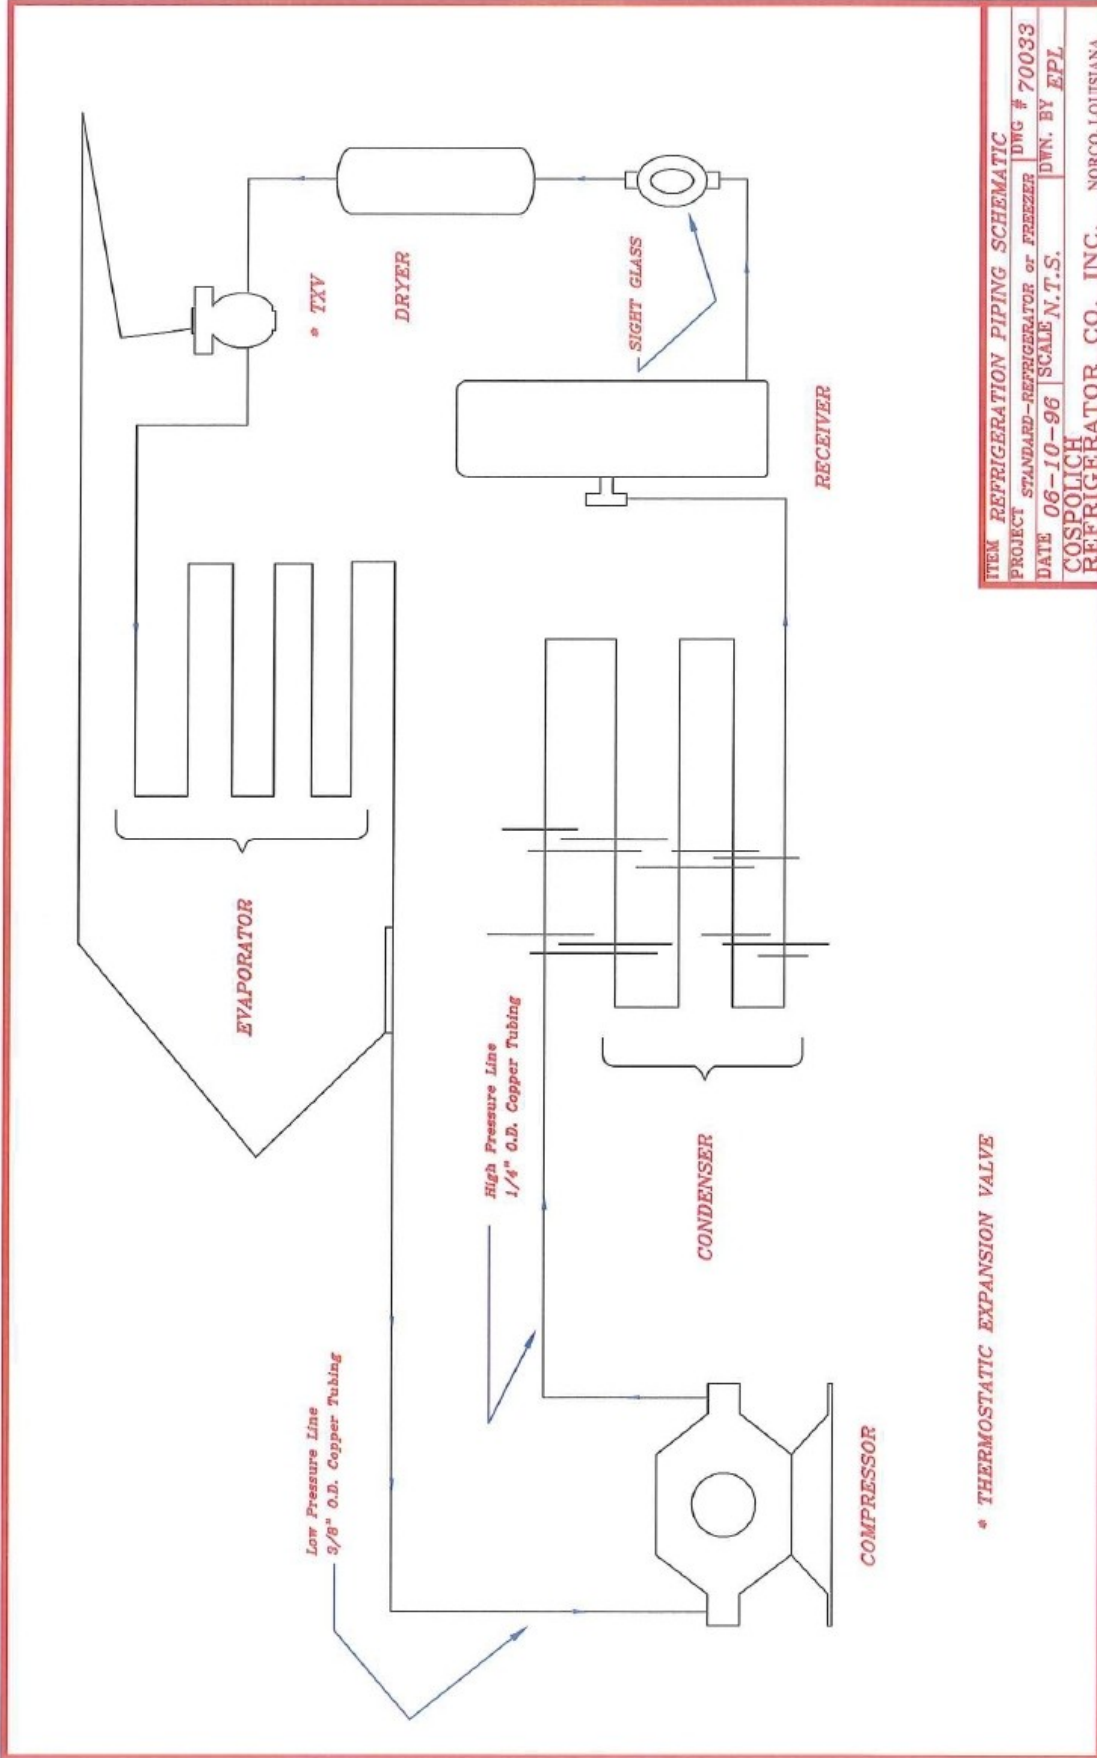 EVAPORATOR
* TXV
DRYER
Low Pressure Line
3/8" O.D. Copper Tubing
High Pressure Line
1/4" O.D. Copper Tubing
SIGHT GLASS
CONDENSER
RECEIVER
COMPRESSOR
* THERMOSTATIC EXPANSION VALVE
ITEM REFRIGERATION PIPING SCHEMATIC
PROJECT STANDARD-REFRIGERATOR or FREEZER DWG # 70033
DATE 06-10-96 SCALE N.T.S. DWN. BY EPL
COSPOLICH
REFRIGERATOR CO. INC. NORCO LOUISIANA